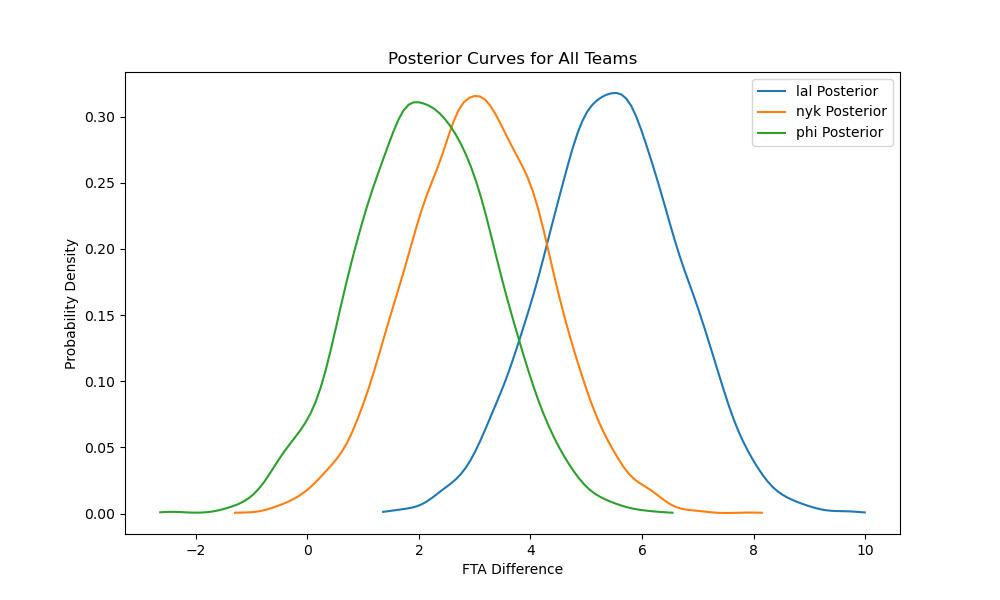 Posterior Curves for All Teams
lal Posterior
nyk Posterior
phi Posterior
Probability Density
0.30
0.25
0.20
0.15
0.10
0.05
0.00
−2
0
2
4
6
8
10
FTA Difference